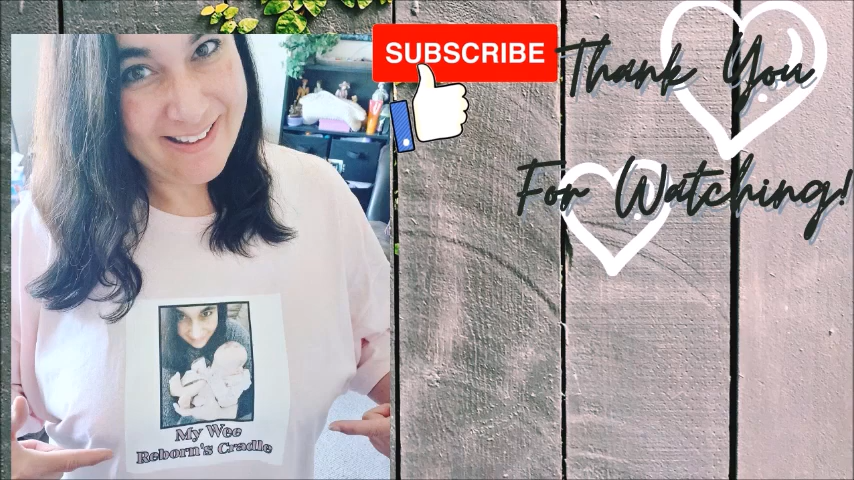 SUBSCRIBE
Thank You
For Watching!
My Wee
Reborn's Cradle